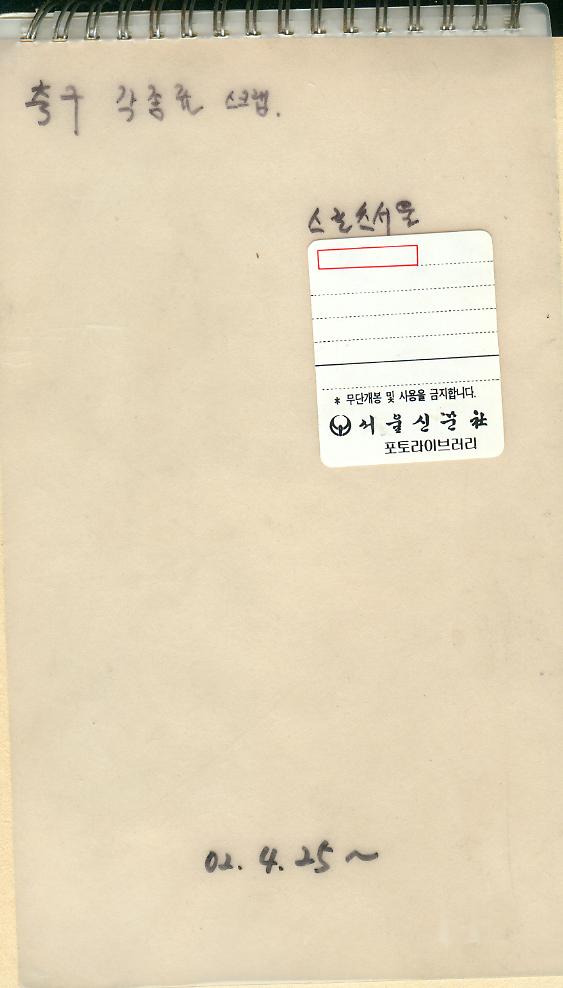 축구 각종류 스크랩.
스포츠서울
* 무단개봉 및 사용을 금지합니다.
서울신문社
포토라이브러리
02. 4. 25 ~